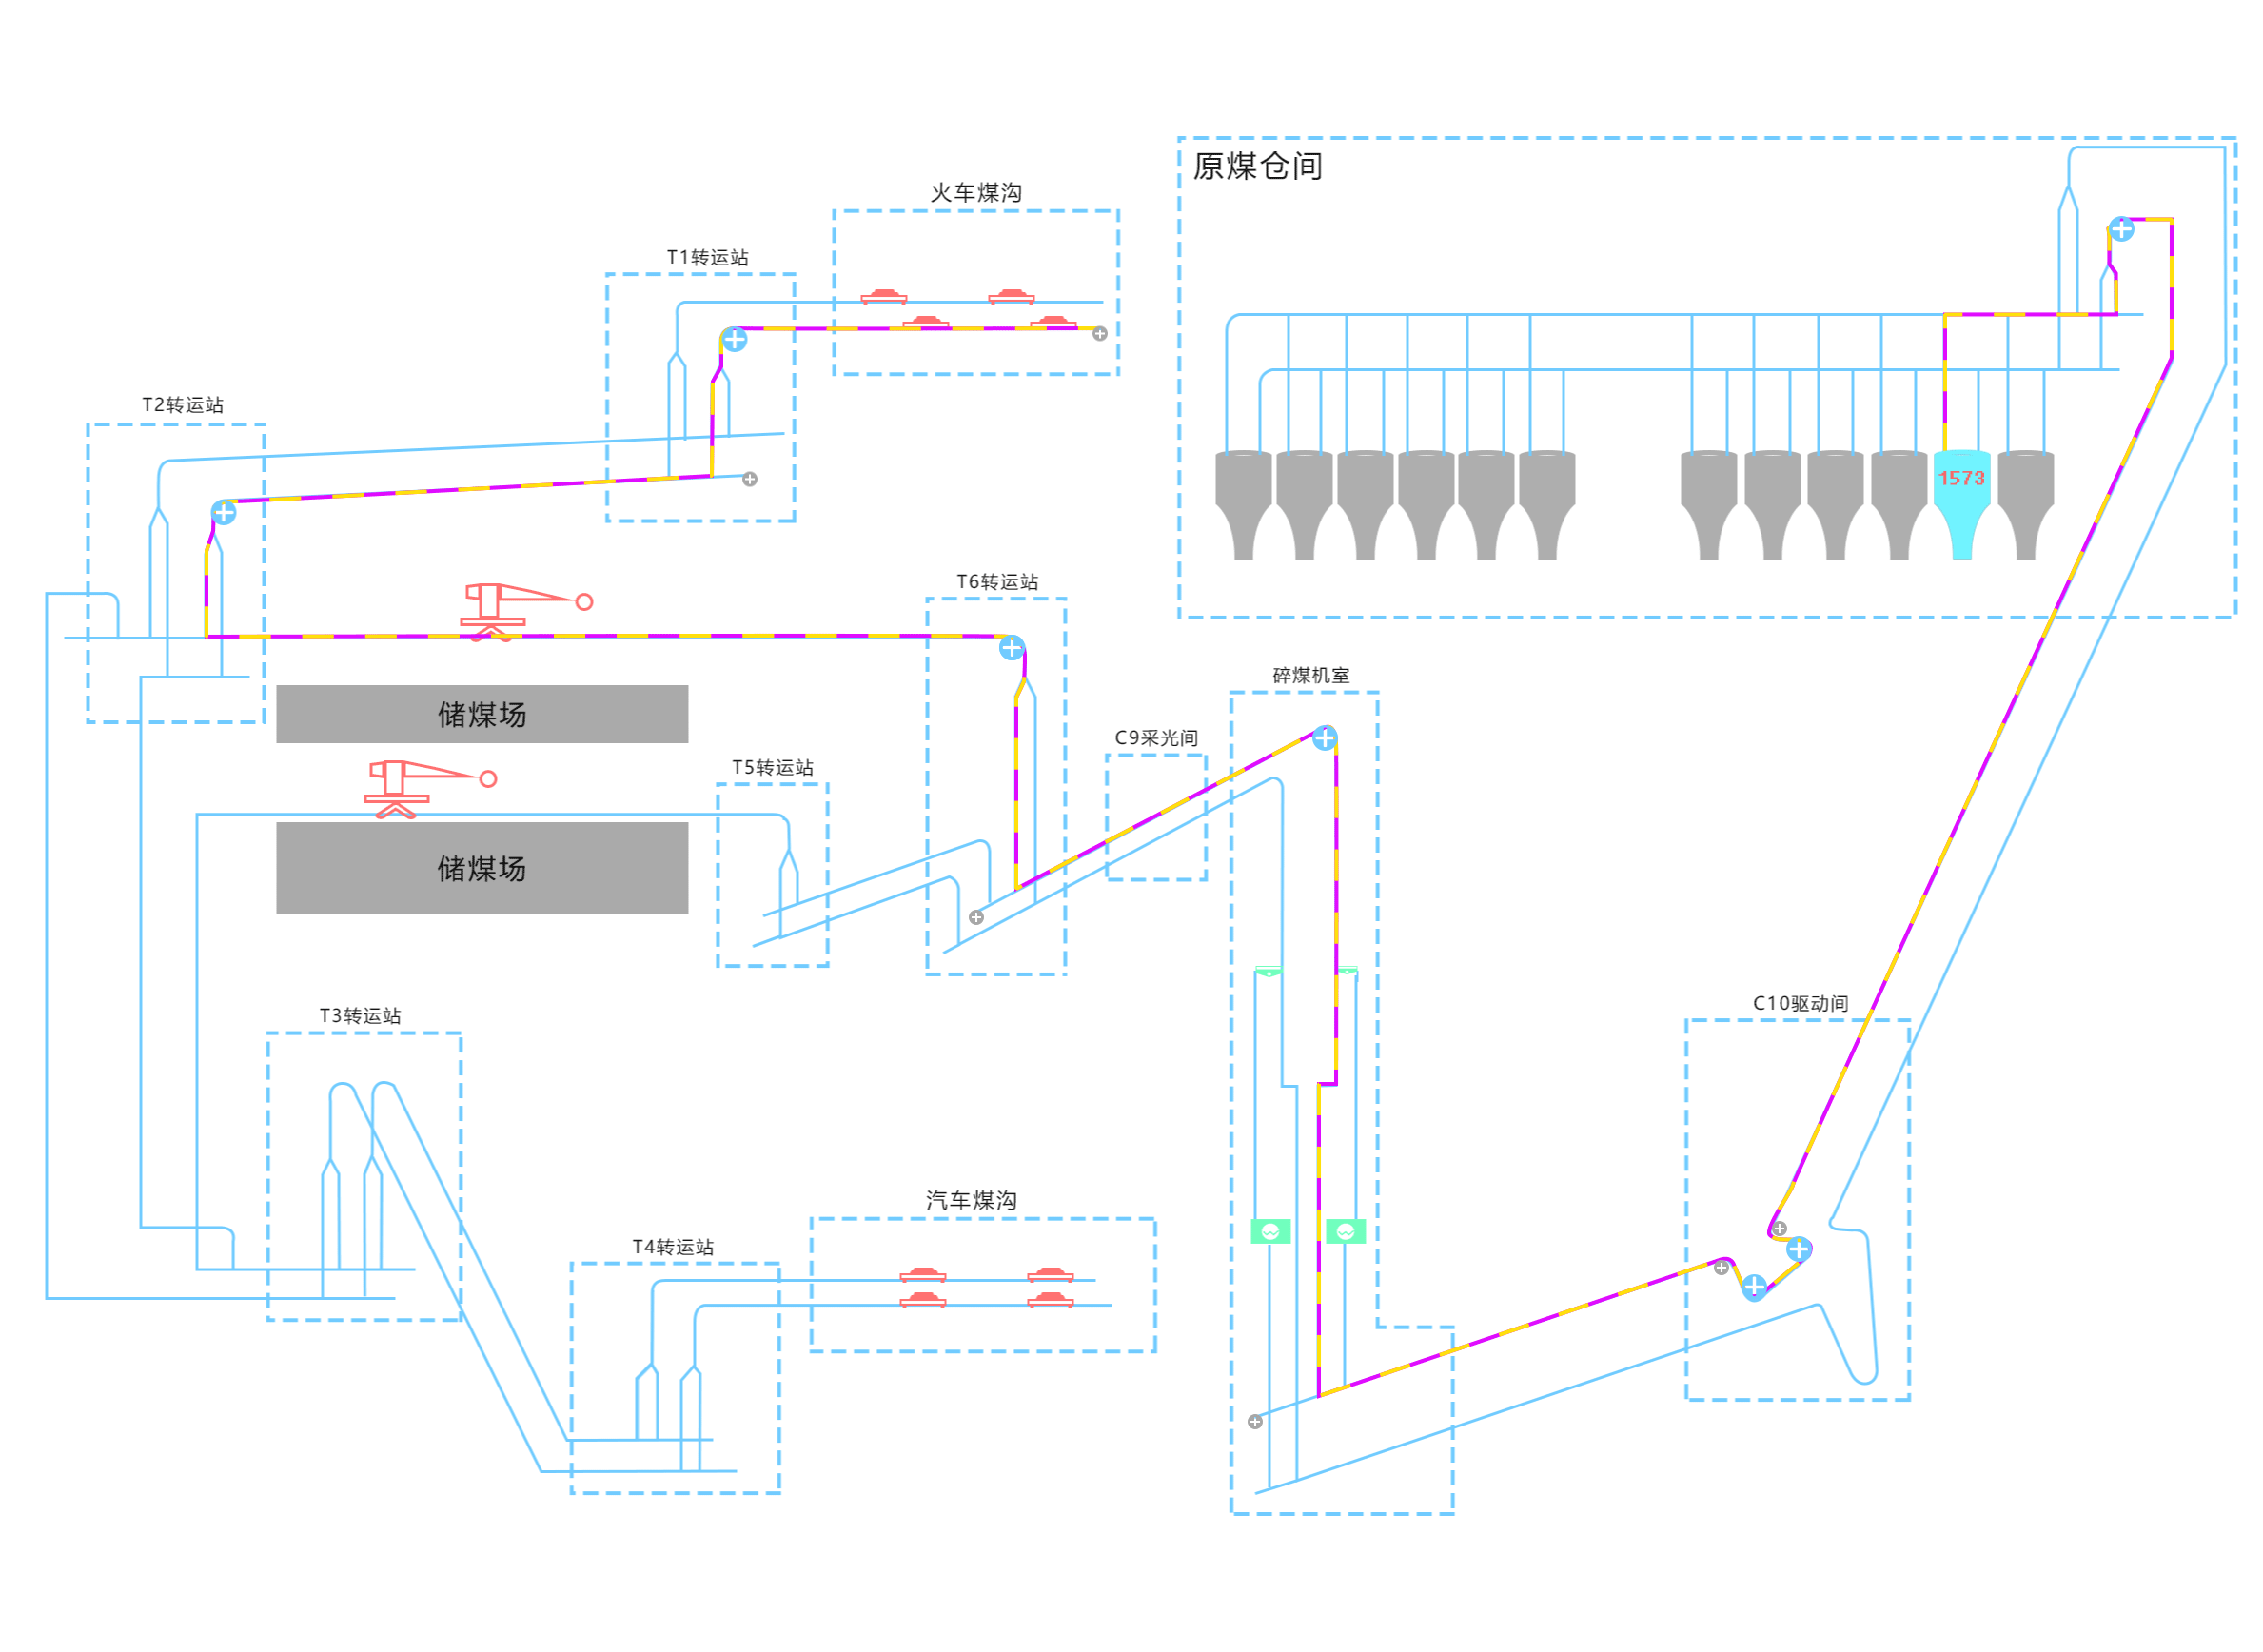 原煤仓间
火车煤沟
T1转运站
T2转运站
1573
T6转运站
碎煤机室
储煤场
C9采光间
T5转运站
储煤场
C10驱动间
T3转运站
汽车煤沟
T4转运站